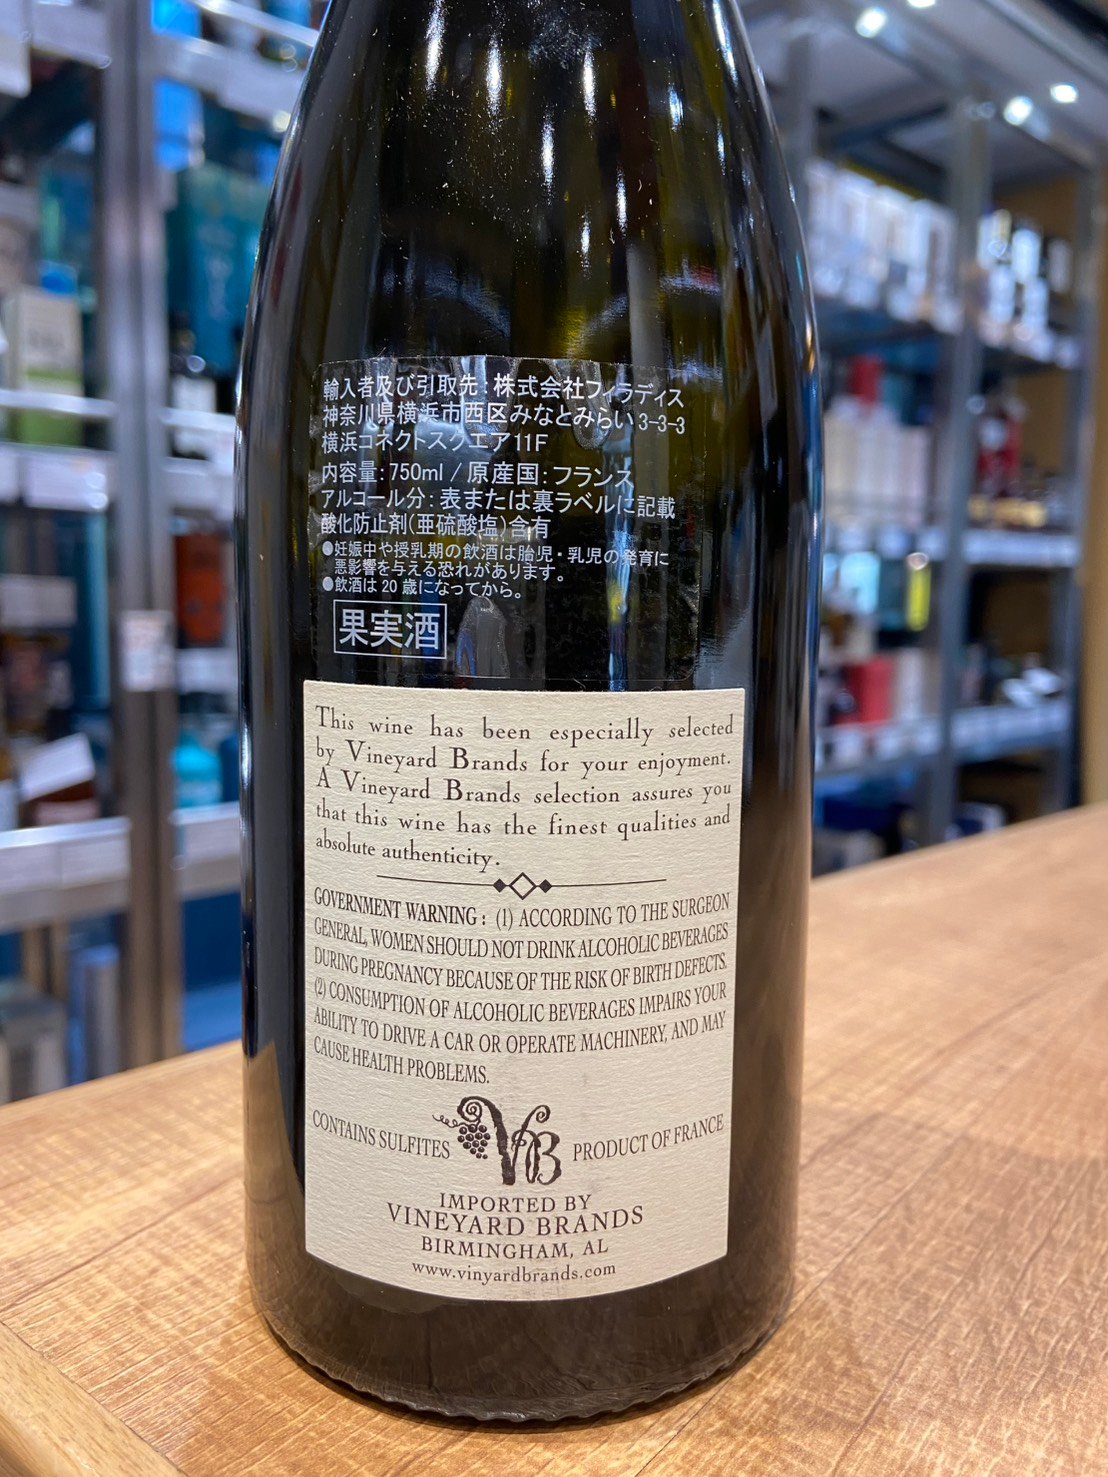 輸入者及び引取先:株式会社フィラディス
神奈川県横浜市西区みなとみらい3-3-3
横浜コネクトスクエア11F
内容量:750ml / 原産国:フランス
アルコール分:表または裏ラベルに記載
酸化防止剤(亜硫酸塩)含有
●妊娠中や授乳期の飲酒は胎児・乳児の発育に
悪影響を与える恐れがあります。
●飲酒は20歳になってから。
果実酒
This wine has been especially selected
by Vineyard Brands for your enjoyment.
A Vineyard Brands selection assures you
that this wine has the finest qualities and
absolute authenticity.
GOVERNMENT WARNING : (1) ACCORDING TO THE SURGEON
GENERAL, WOMEN SHOULD NOT DRINK ALCOHOLIC BEVERAGES
DURING PREGNANCY BECAUSE OF THE RISK OF BIRTH DEFECTS.
(2) CONSUMPTION OF ALCOHOLIC BEVERAGES IMPAIRS YOUR
ABILITY TO DRIVE A CAR OR OPERATE MACHINERY, AND MAY
CAUSE HEALTH PROBLEMS.
CONTAINS SULFITES VB PRODUCT OF FRANCE
IMPORTED BY
VINEYARD BRANDS
BIRMINGHAM, AL
www.vinyardbrands.com